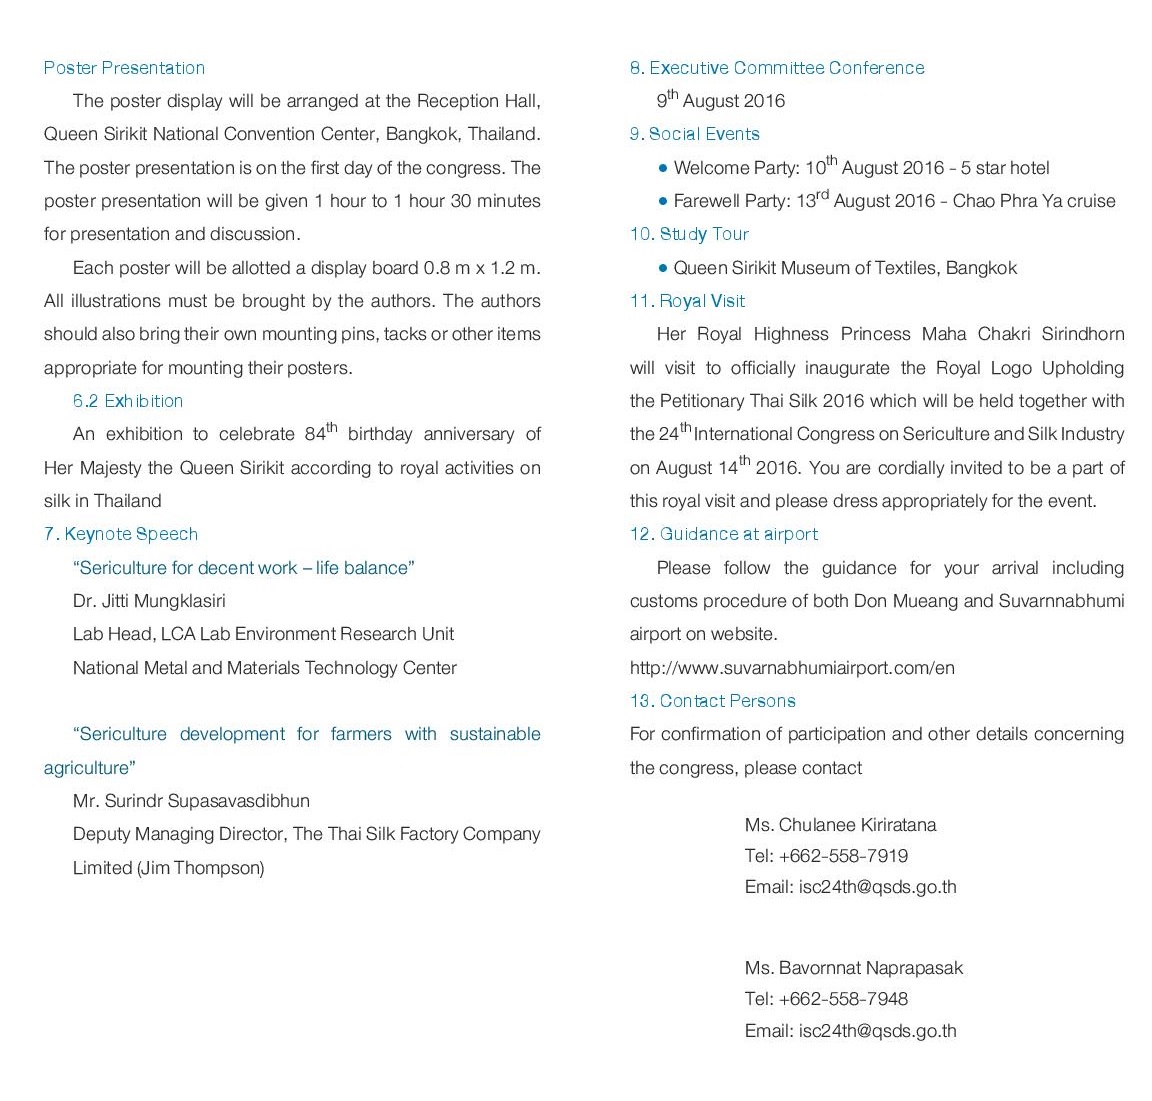 Poster Presentation
The poster display will be arranged at the Reception Hall,
Queen Sirikit National Convention Center, Bangkok, Thailand.
The poster presentation is on the first day of the congress. The
poster presentation will be given 1 hour to 1 hour 30 minutes
for presentation and discussion.
Each poster will be allotted a display board 0.8 m x 1.2 m.
All illustrations must be brought by the authors. The authors
should also bring their own mounting pins, tacks or other items
appropriate for mounting their posters.
6.2 Exhibition
An exhibition to celebrate 84th birthday anniversary of
Her Majesty the Queen Sirikit according to royal activities on
silk in Thailand
7. Keynote Speech
“Sericulture for decent work – life balance”
Dr. Jitti Mungklasiri
Lab Head, LCA Lab Environment Research Unit
National Metal and Materials Technology Center
“Sericulture development for farmers with sustainable
agriculture”
Mr. Surindr Supasavasdibhun
Deputy Managing Director, The Thai Silk Factory Company
Limited (Jim Thompson)
8. Executive Committee Conference
9th August 2016
9. Social Events
• Welcome Party: 10th August 2016 - 5 star hotel
• Farewell Party: 13rd August 2016 - Chao Phra Ya cruise
10. Study Tour
• Queen Sirikit Museum of Textiles, Bangkok
11. Royal Visit
Her Royal Highness Princess Maha Chakri Sirindhorn
will visit to officially inaugurate the Royal Logo Upholding
the Petitionary Thai Silk 2016 which will be held together with
the 24th International Congress on Sericulture and Silk Industry
on August 14th 2016. You are cordially invited to be a part of
this royal visit and please dress appropriately for the event.
12. Guidance at airport
Please follow the guidance for your arrival including
customs procedure of both Don Mueang and Suvarnnabhumi
airport on website.
http://www.suvarnabhumiairport.com/en
13. Contact Persons
For confirmation of participation and other details concerning
the congress, please contact
Ms. Chulanee Kiriratana
Tel: +662-558-7919
Email: isc24th@qsds.go.th
Ms. Bavornnat Naprapasak
Tel: +662-558-7948
Email: isc24th@qsds.go.th